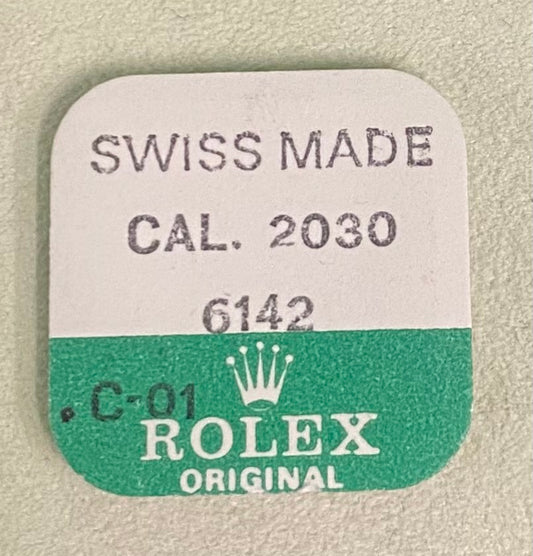 SWISS MADE
CAL. 2030
6142
. C-01
ROLEX
ORIGINAL